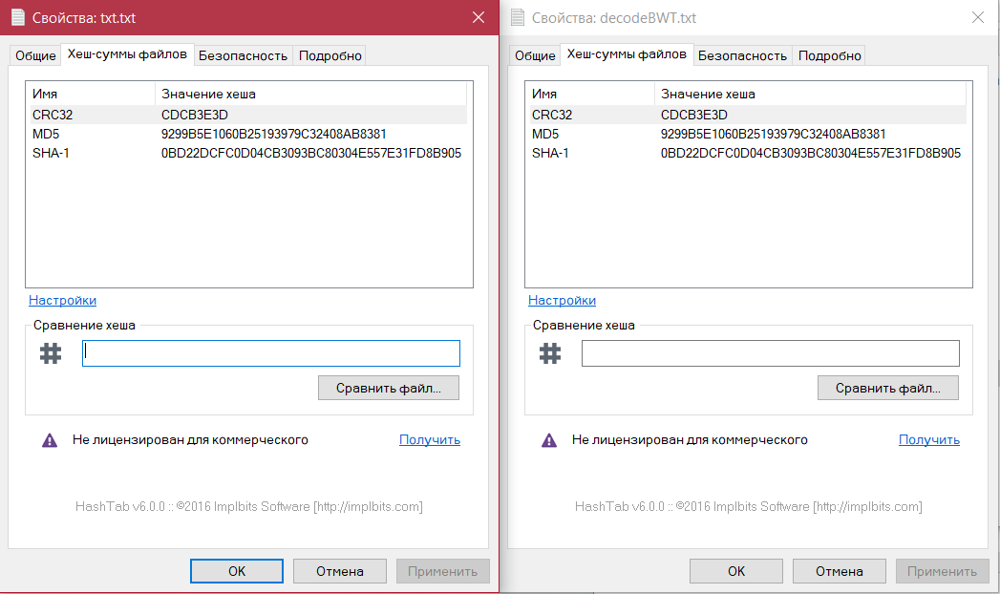 Свойства: txt.txt
Общие Хеш-суммы файлов Безопасность Подробно
Имя Значение хеша
CRC32 CDCB3E3D
MD5 9299B5E1060B25193979C32408AB8381
SHA-1 0BD22DCFC0D04CB3093BC80304E557E31FD8B905
Настройки
Сравнение хеша
Сравнить файл...
Не лицензирован для коммерческого Получить
HashTab v6.0.0 :: ©2016 Implbits Software [http://implbits.com]
OK Отмена Применить
Свойства: decodeBWT.txt
Общие Хеш-суммы файлов Безопасность Подробно
Имя Значение хеша
CRC32 CDCB3E3D
MD5 9299B5E1060B25193979C32408AB8381
SHA-1 0BD22DCFC0D04CB3093BC80304E557E31FD8B905
Настройки
Сравнение хеша
Сравнить файл...
Не лицензирован для коммерческого Получить
HashTab v6.0.0 :: ©2016 Implbits Software [http://implbits.com]
OK Отмена Применить